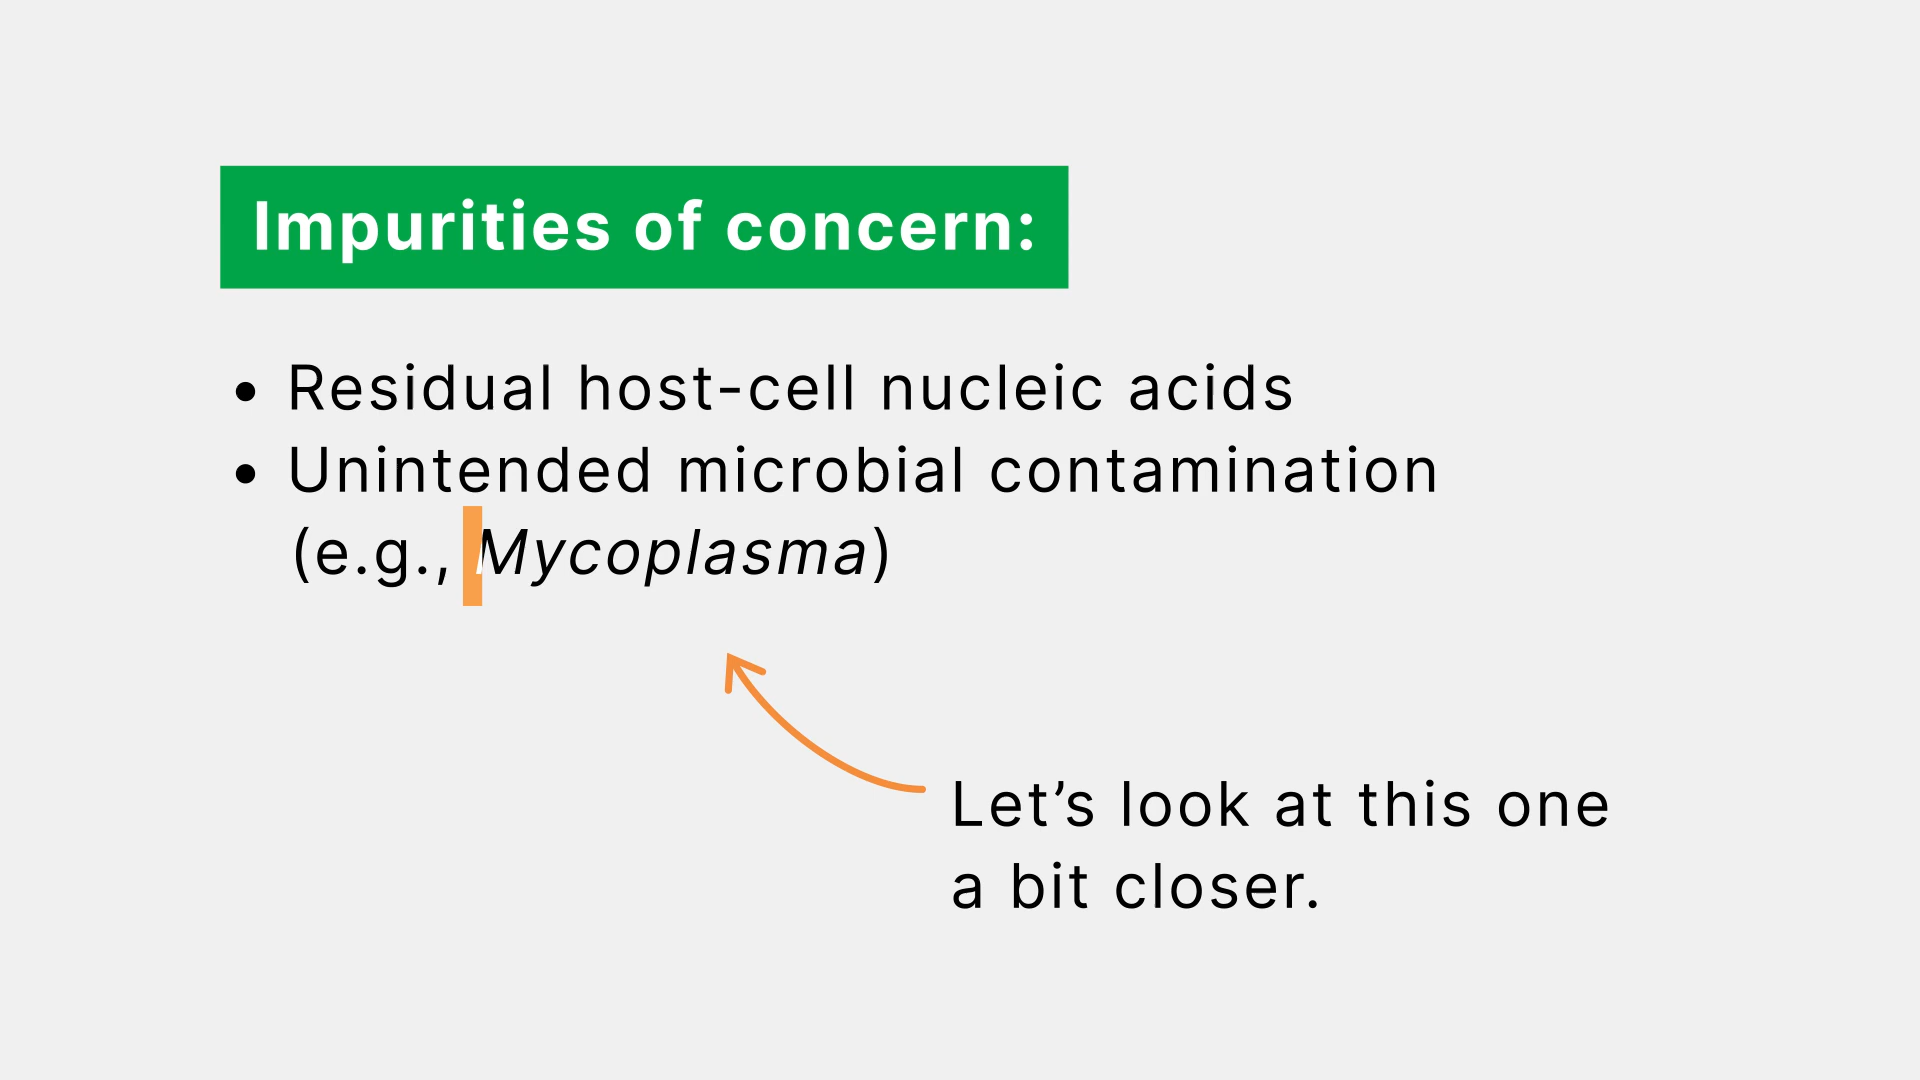 Impurities of concern:
• Residual host-cell nucleic acids
• Unintended microbial contamination
(e.g., Mycoplasma)
Let’s look at this one
a bit closer.